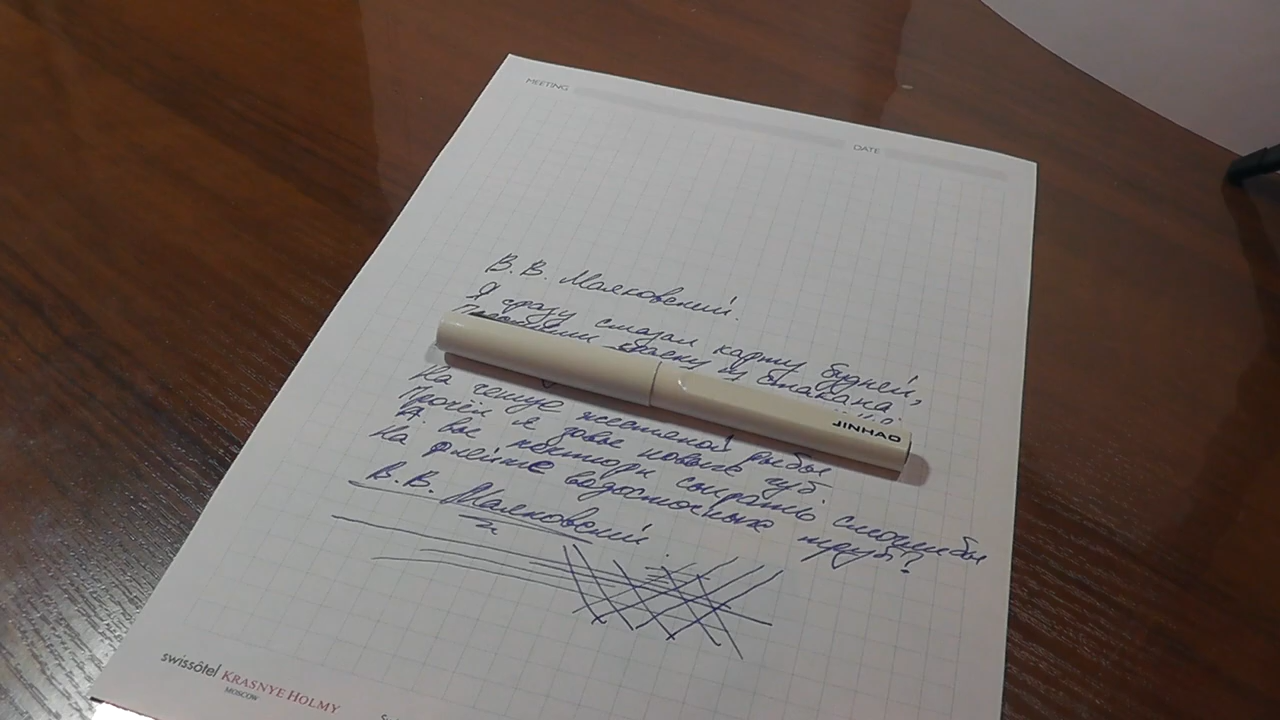 MEETING
DATE
В. В. Маяковский.
Я сразу смазал карту будней,
краску из стакана.
JINHAO
На чешуе жестяной рыбы
Прочёл я зовы новых губ.
А вы ноктюрн сыграть смогли бы
На флейте водосточных труб?
В. В. Маяковский.
swissôtel KRASNYE HOLMY
MOSCOW